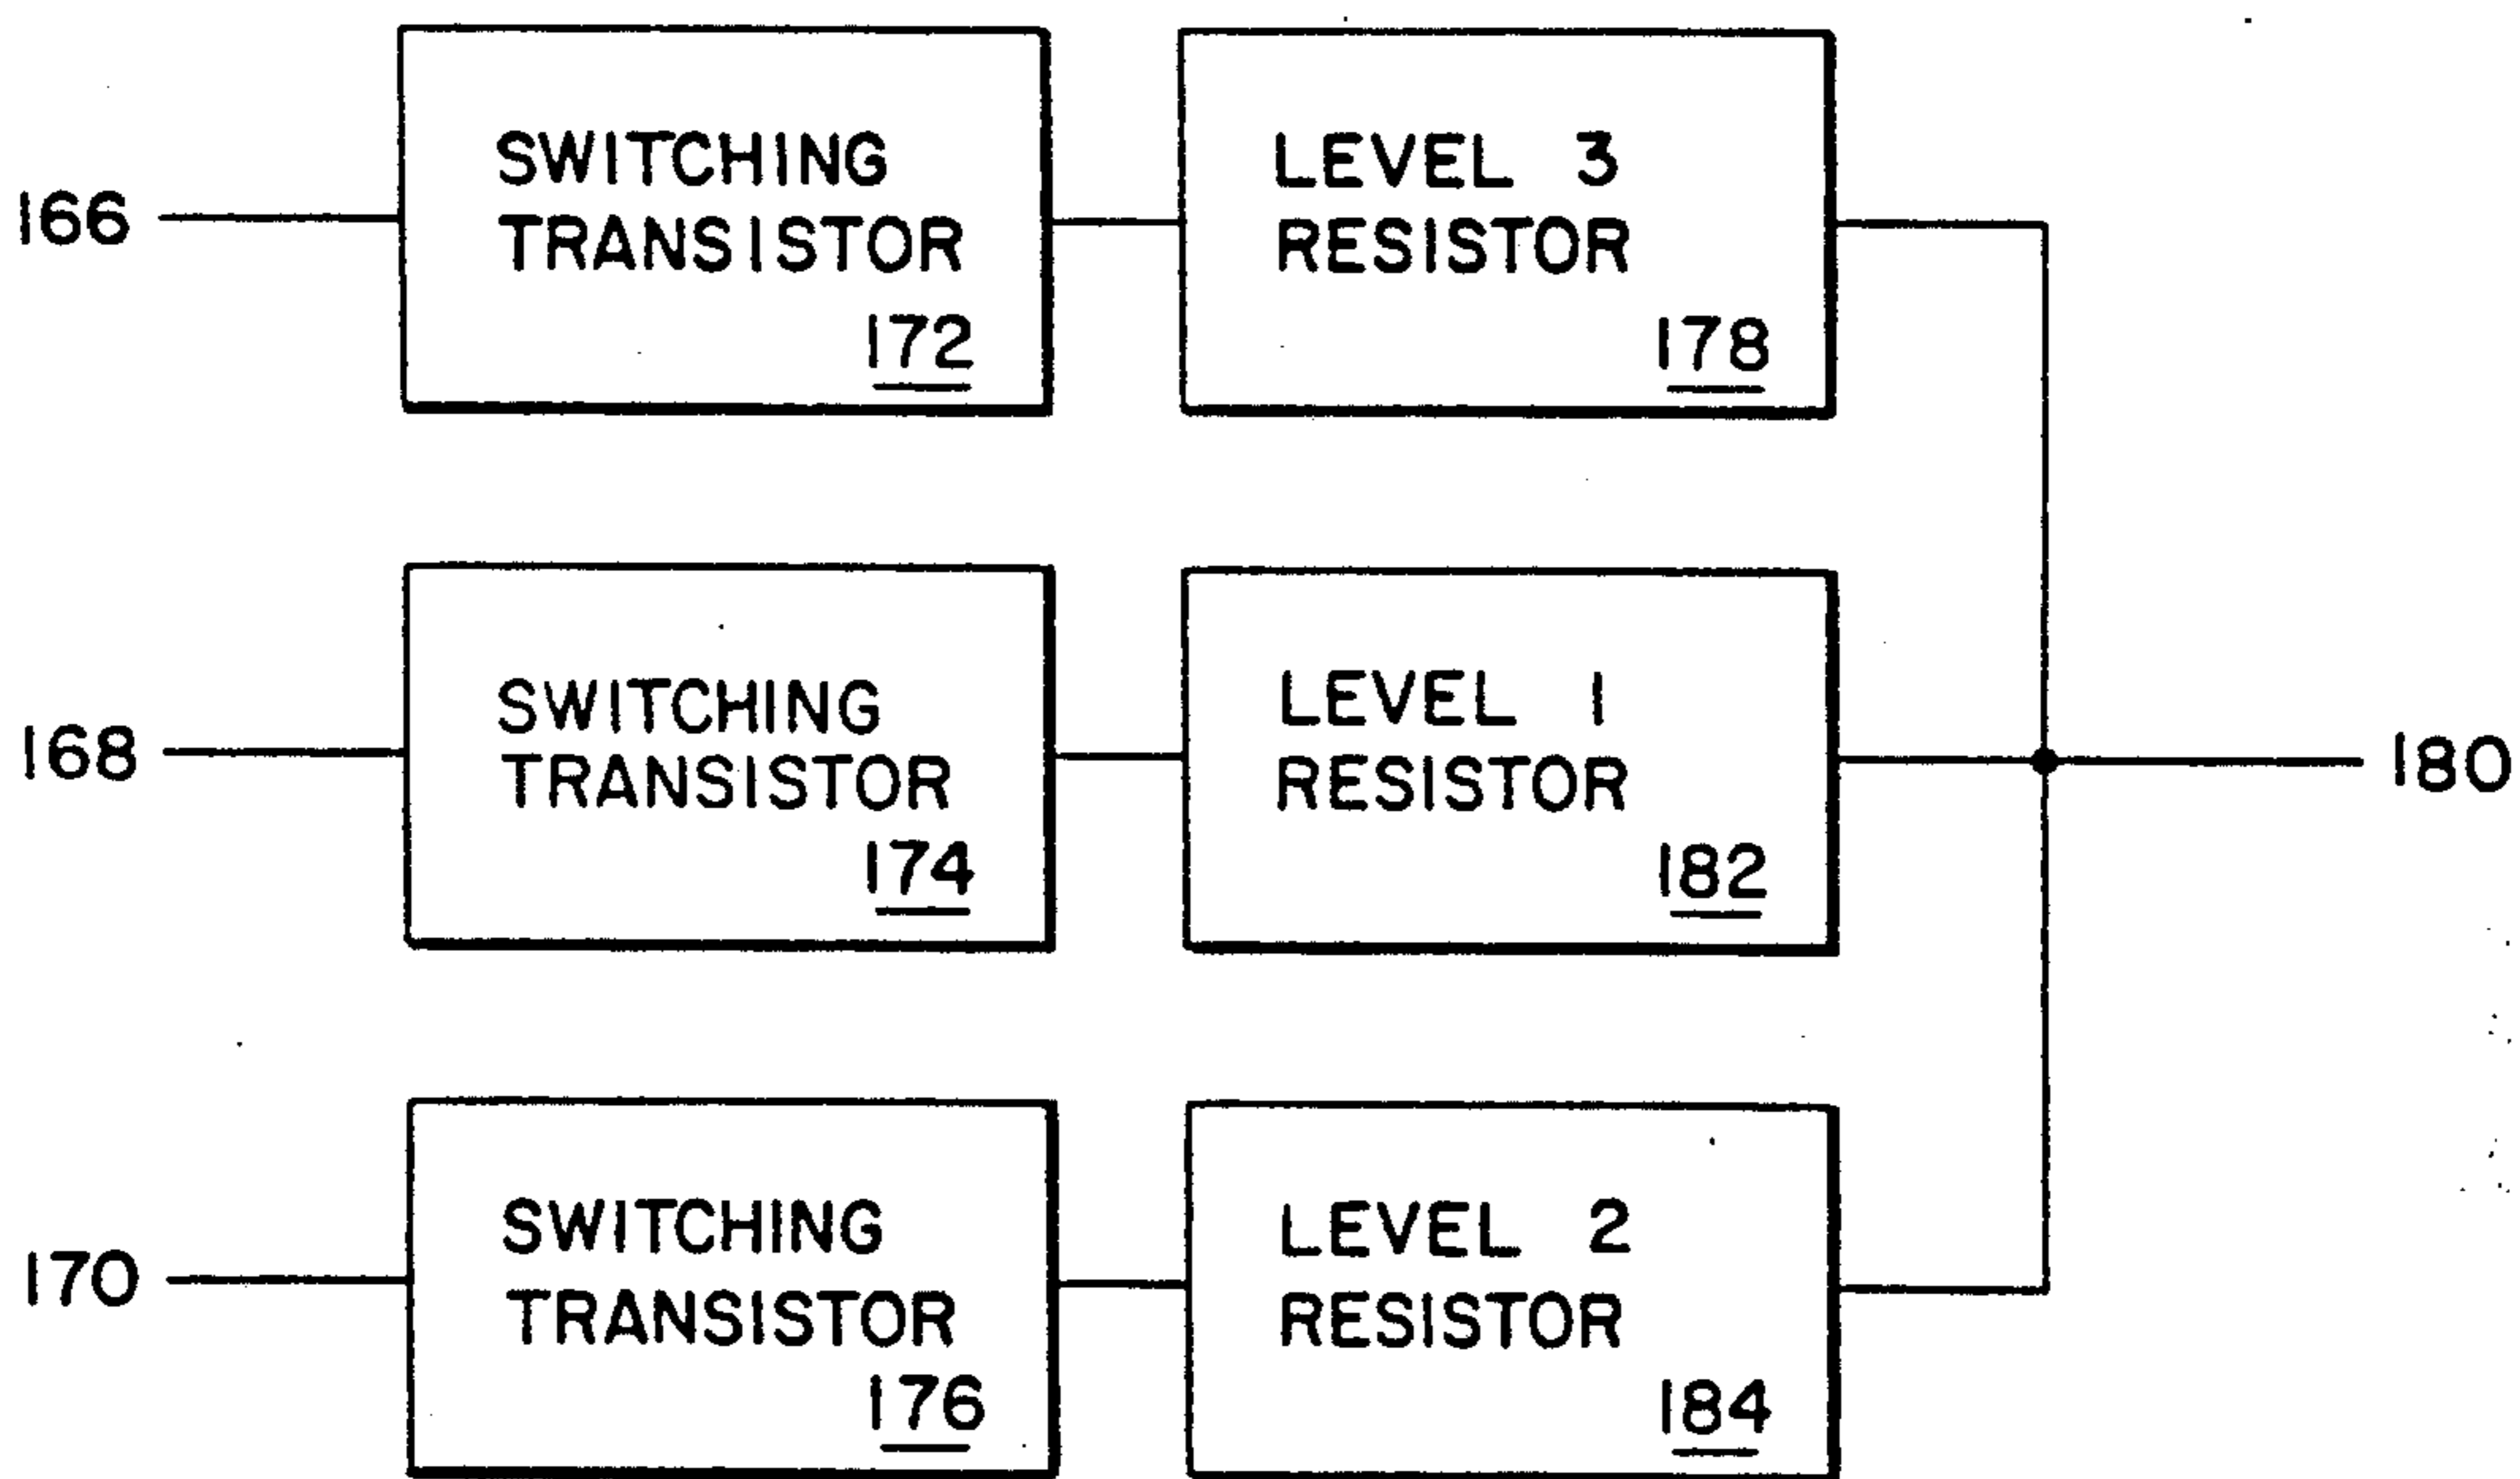 SWITCHING
TRANSISTOR
172
LEVEL 3
RESISTOR
178
166
SWITCHING
TRANSISTOR
174
LEVEL 1
RESISTOR
182
168
180
SWITCHING
TRANSISTOR
176
LEVEL 2
RESISTOR
184
170